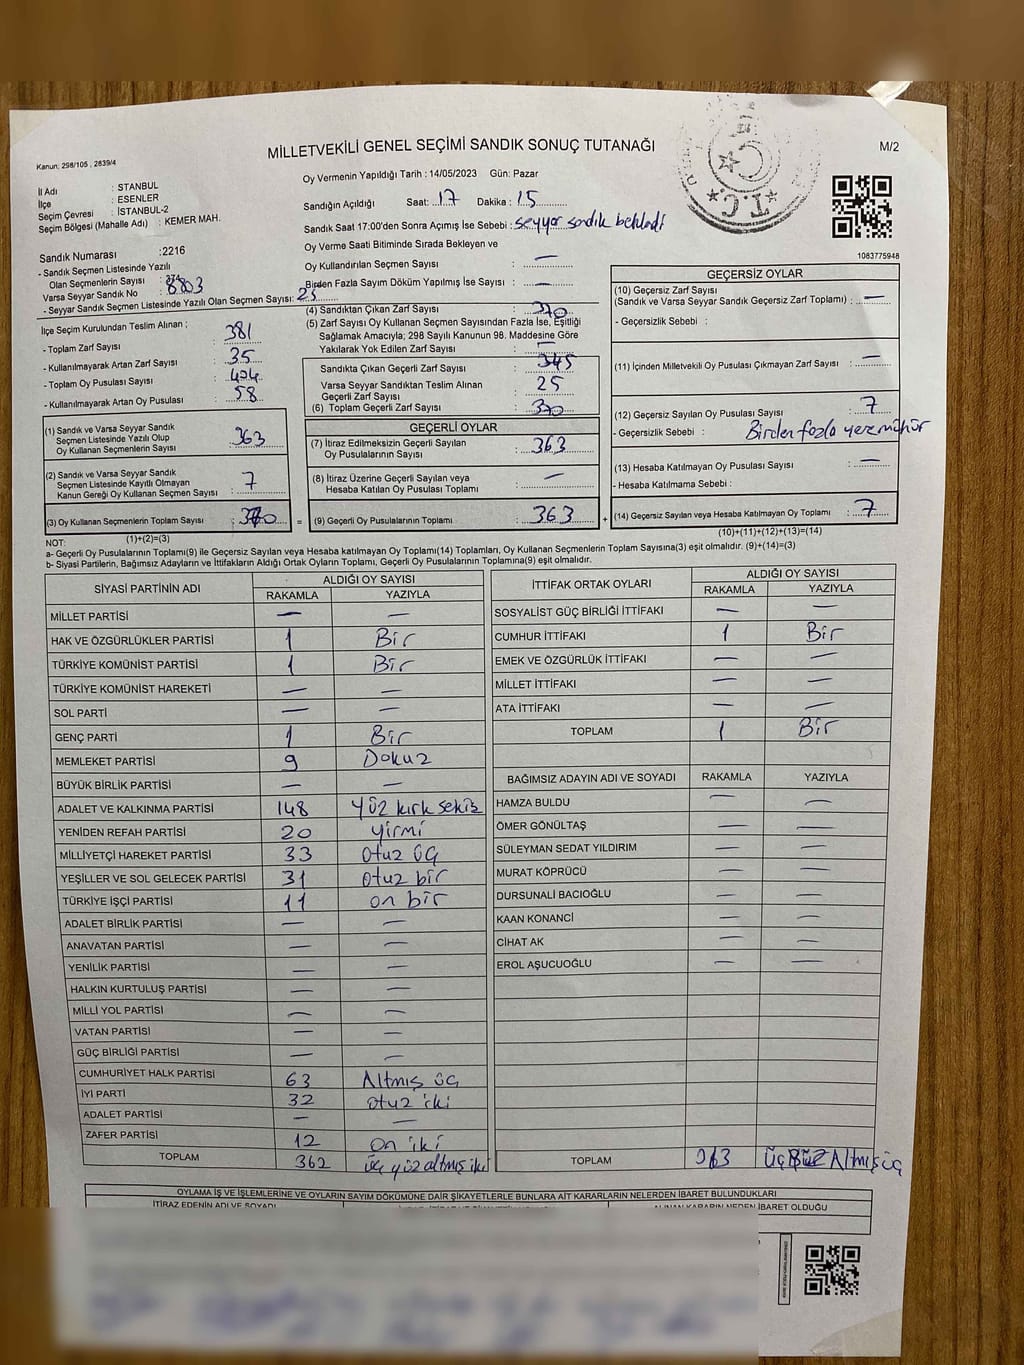 MİLLETVEKİLİ GENEL SEÇİMİ SANDIK SONUÇ TUTANAĞI
M/2
Kanun: 298/105 , 2839/4
İl Adı : STANBUL
İlçe : ESENLER
Seçim Çevresi : İSTANBUL-2
Seçim Bölgesi (Mahalle Adı) : KEMER MAH.
Oy Vermenin Yapıldığı Tarih : 14/05/2023 Gün: Pazar
Sandığın Açıldığı Saat: 17 Dakika : 15
Sandık Saat 17:00'den Sonra Açımış İse Sebebi : seyyar sandık beklendi
Oy Verme Saati Bitiminde Sırada Bekleyen ve
Oy Kullandırılan Seçmen Sayısı : —
Birden Fazla Sayım Döküm Yapılmış İse Sayısı : —
1083775948
Sandık Numarası :2216
- Sandık Seçmen Listesinde Yazılı
Olan Seçmenlerin Sayısı : 374
Varsa Seyyar Sandık No : 8803
- Seyyar Sandık Seçmen Listesinde Yazılı Olan Seçmen Sayısı: 25
İlçe Seçim Kurulundan Teslim Alınan ;
- Toplam Zarf Sayısı : 381
- Kullanılmayarak Artan Zarf Sayısı : 35
- Toplam Oy Pusulası Sayısı : 424
- Kullanılmayarak Artan Oy Pusulası : 58
(1) Sandık ve Varsa Seyyar Sandık
Seçmen Listesinde Yazılı Olup
Oy Kullanan Seçmenlerin Sayısı : 363
(2) Sandık ve Varsa Seyyar Sandık
Seçmen Listesinde Kayıtlı Olmayan
Kanun Gereği Oy Kullanan Seçmen Sayısı : 7
(3) Oy Kullanan Seçmenlerin Toplam Sayısı : 370 =
(1)+(2)=(3)
(4) Sandıktan Çıkan Zarf Sayısı : 370
(5) Zarf Sayısı Oy Kullanan Seçmen Sayısından Fazla İse, Eşitliği
Sağlamak Amacıyla; 298 Sayılı Kanunun 98. Maddesine Göre
Yakılarak Yok Edilen Zarf Sayısı : —
Sandıkta Çıkan Geçerli Zarf Sayısı : 345
Varsa Seyyar Sandıktan Teslim Alınan
Geçerli Zarf Sayısı : 25
(6) Toplam Geçerli Zarf Sayısı : 370
GEÇERLİ OYLAR
(7) İtiraz Edilmeksizin Geçerli Sayılan
Oy Pusulalarının Sayısı : 363
(8) İtiraz Üzerine Geçerli Sayılan veya
Hesaba Katılan Oy Pusulası Toplamı : —
(9) Geçerli Oy Pusulalarının Toplamı : 363 +
GEÇERSİZ OYLAR
(10) Geçersiz Zarf Sayısı
(Sandık ve Varsa Seyyar Sandık Geçersiz Zarf Toplamı) : —
- Geçersizlik Sebebi :
(11) İçinden Milletvekili Oy Pusulası Çıkmayan Zarf Sayısı : —
(12) Geçersiz Sayılan Oy Pusulası Sayısı : 7
- Geçersizlik Sebebi : Birden fazla yere mühür
(13) Hesaba Katılmayan Oy Pusulası Sayısı : —
- Hesaba Katılmama Sebebi :
(14) Geçersiz Sayılan veya Hesaba Katılmayan Oy Toplamı : 7
(10)+(11)+(12)+(13)=(14)
NOT:
a- Geçerli Oy Pusulalarının Toplamı(9) ile Geçersiz Sayılan veya Hesaba katılmayan Oy Toplamı(14) Toplamları, Oy Kullanan Seçmenlerin Toplam Sayısına(3) eşit olmalıdır. (9)+(14)=(3)
b- Siyasi Partilerin, Bağımsız Adayların ve İttifakların Aldığı Ortak Oyların Toplamı, Geçerli Oy Pusulalarının Toplamına(9) eşit olmalıdır.
SİYASİ PARTİNİN ADI ALDIĞI OY SAYISI
RAKAMLA YAZIYLA
MİLLET PARTİSİ — —
HAK VE ÖZGÜRLÜKLER PARTİSİ 1 Bir
TÜRKİYE KOMÜNİST PARTİSİ 1 Bir
TÜRKİYE KOMÜNİST HAREKETİ — —
SOL PARTİ — —
GENÇ PARTİ 1 Bir
MEMLEKET PARTİSİ 9 Dokuz
BÜYÜK BİRLİK PARTİSİ — —
ADALET VE KALKINMA PARTİSİ 148 Yüz kırk sekiz
YENİDEN REFAH PARTİSİ 20 yirmi
MİLLİYETÇİ HAREKET PARTİSİ 33 otuz üç
YEŞİLLER VE SOL GELECEK PARTİSİ 31 otuz bir
TÜRKİYE İŞÇİ PARTİSİ 11 on bir
ADALET BİRLİK PARTİSİ — —
ANAVATAN PARTİSİ — —
YENİLİK PARTİSİ — —
HALKIN KURTULUŞ PARTİSİ — —
MİLLİ YOL PARTİSİ — —
VATAN PARTİSİ — —
GÜÇ BİRLİĞİ PARTİSİ — —
CUMHURİYET HALK PARTİSİ 63 Altmış üç
İYİ PARTİ 32 otuz iki
ADALET PARTİSİ — —
ZAFER PARTİSİ 12 on iki
TOPLAM 362 üç yüz altmış iki
İTTİFAK ORTAK OYLARI ALDIĞI OY SAYISI
RAKAMLA YAZIYLA
SOSYALİST GÜÇ BİRLİĞİ İTTİFAKI — —
CUMHUR İTTİFAKI 1 Bir
EMEK VE ÖZGÜRLÜK İTTİFAKI — —
MİLLET İTTİFAKI — —
ATA İTTİFAKI — —
TOPLAM 1 Bir
BAĞIMSIZ ADAYIN ADI VE SOYADI RAKAMLA YAZIYLA
HAMZA BULDU — —
ÖMER GÖNÜLTAŞ — —
SÜLEYMAN SEDAT YILDIRIM — —
MURAT KÖPRÜCÜ — —
DURSUNALİ BACIOĞLU — —
KAAN KONANCİ — —
CİHAT AK — —
EROL AŞUCUOĞLU — —
TOPLAM 363 üç yüz Altmış üç
OYLAMA İŞ VE İŞLEMLERİNE VE OYLARIN SAYIM DÖKÜMÜNE DAİR ŞİKAYETLERLE BUNLARA AİT KARARLARIN NELERDEN İBARET BULUNDUKLARI
İTİRAZ EDENİN ADI VE SOYADI ALINAN KARARIN NEDEN İBARET OLDUĞU